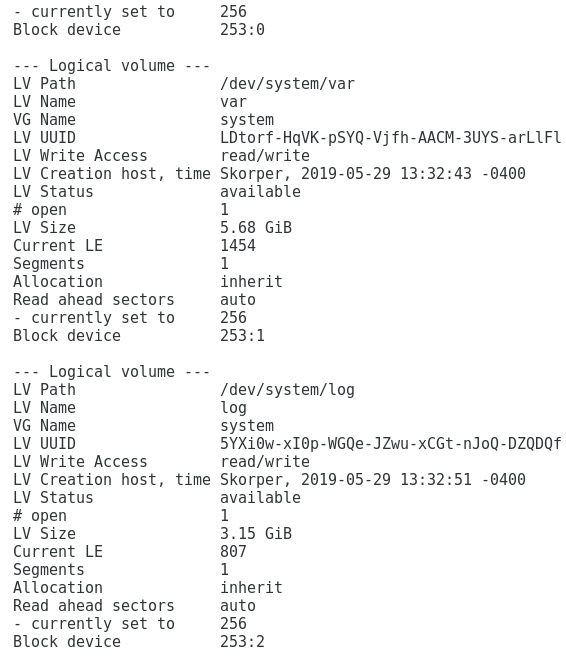 - currently set to     256
Block device           253:0

--- Logical volume ---
LV Path                /dev/system/var
LV Name                var
VG Name                system
LV UUID                LDtorf-HqVK-pSYQ-Vjfh-AACM-3UYS-arLlFl
LV Write Access        read/write
LV Creation host, time Skorper, 2019-05-29 13:32:43 -0400
LV Status              available
# open                 1
LV Size                5.68 GiB
Current LE             1454
Segments               1
Allocation             inherit
Read ahead sectors     auto
- currently set to     256
Block device           253:1

--- Logical volume ---
LV Path                /dev/system/log
LV Name                log
VG Name                system
LV UUID                5YXi0w-xI0p-WGQe-JZwu-xCGt-nJoQ-DZQDQf
LV Write Access        read/write
LV Creation host, time Skorper, 2019-05-29 13:32:51 -0400
LV Status              available
# open                 1
LV Size                3.15 GiB
Current LE             807
Segments               1
Allocation             inherit
Read ahead sectors     auto
- currently set to     256
Block device           253:2